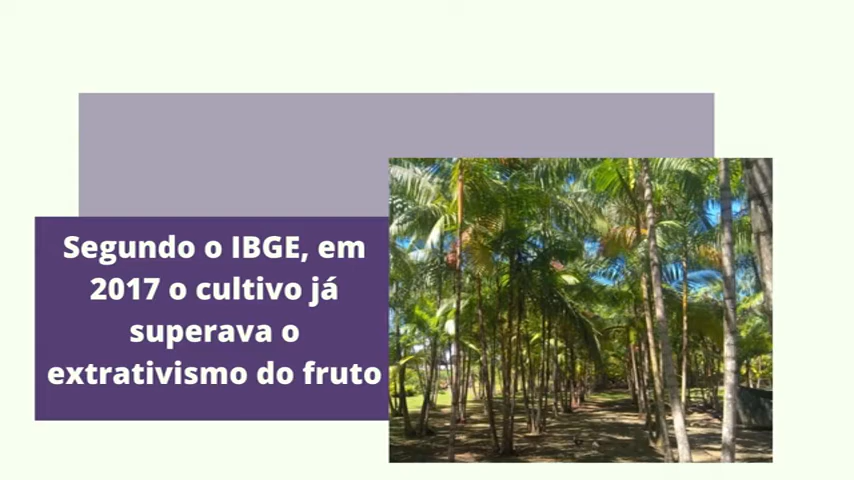 Segundo o IBGE, em
2017 o cultivo já
superava o
extrativismo do fruto